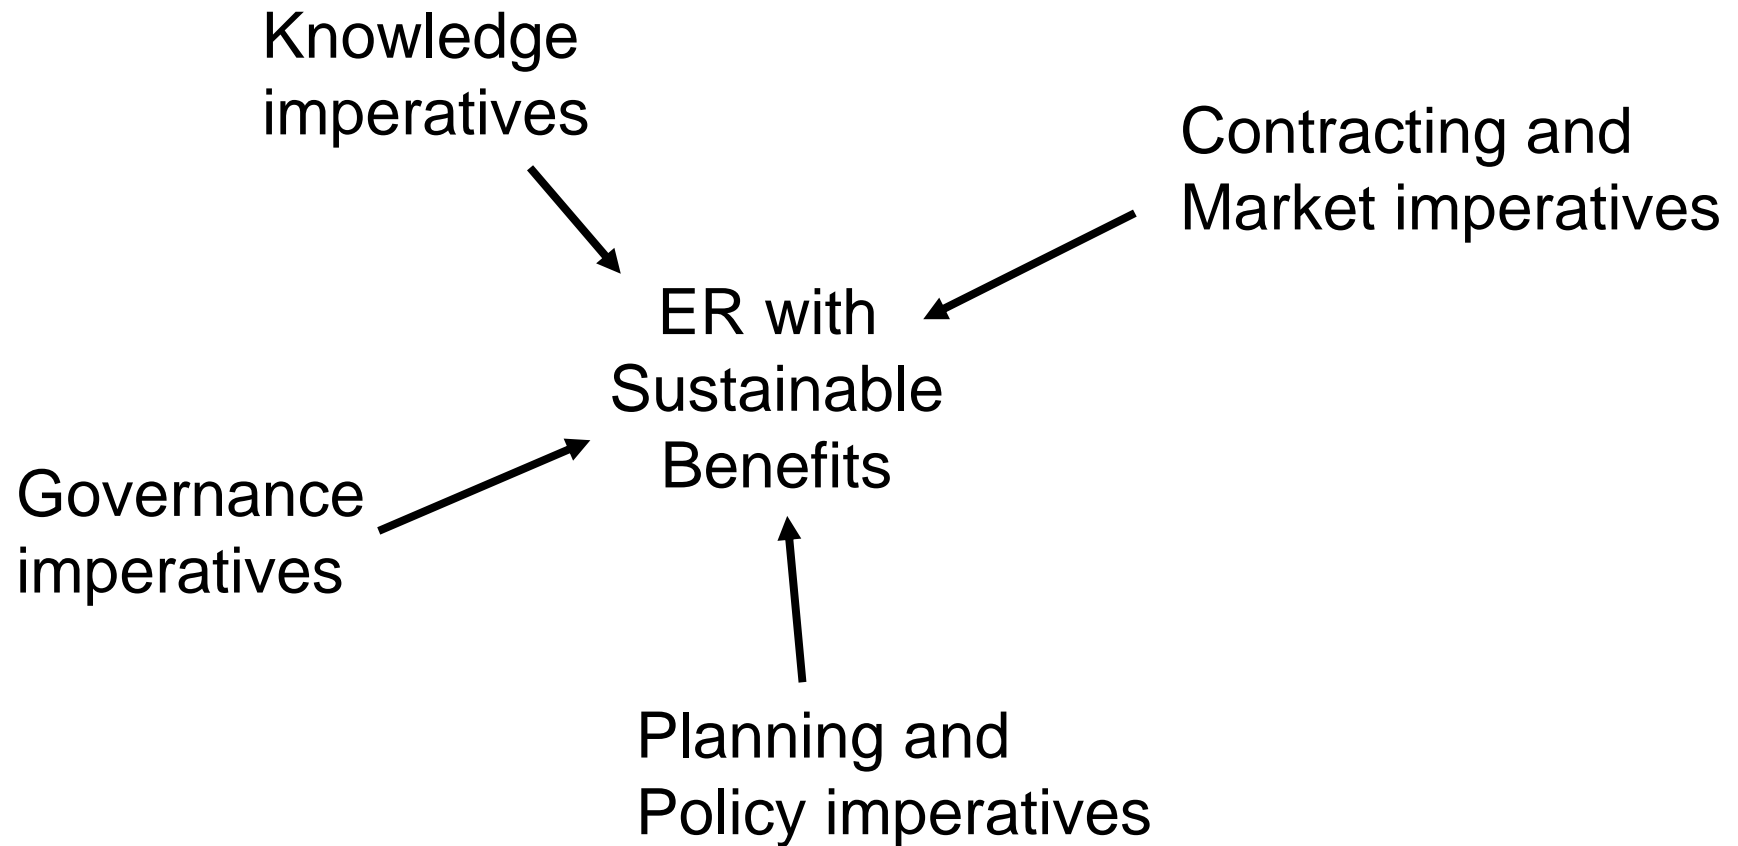 Knowledge
imperatives
Contracting and
Market imperatives
ER with
Sustainable
Benefits
Governance
imperatives
Planning and
Policy imperatives